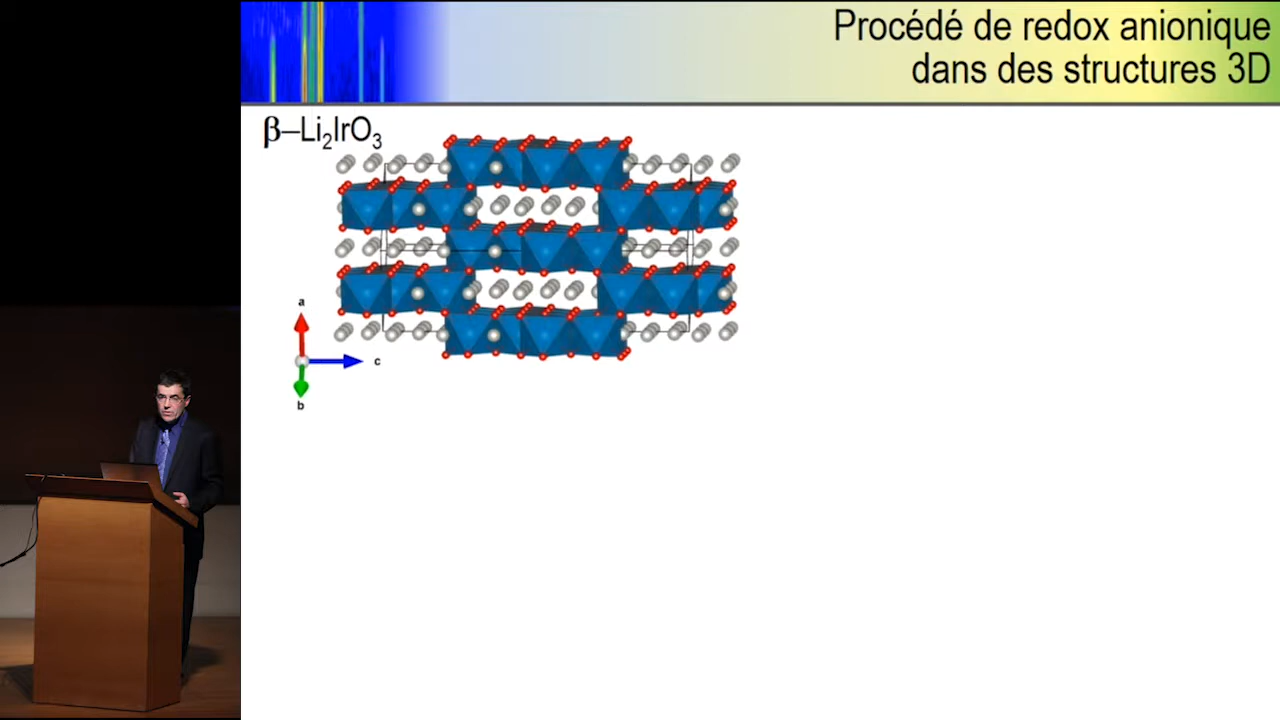 Procédé de redox anionique
dans des structures 3D
β–Li₂IrO₃
a
c
b